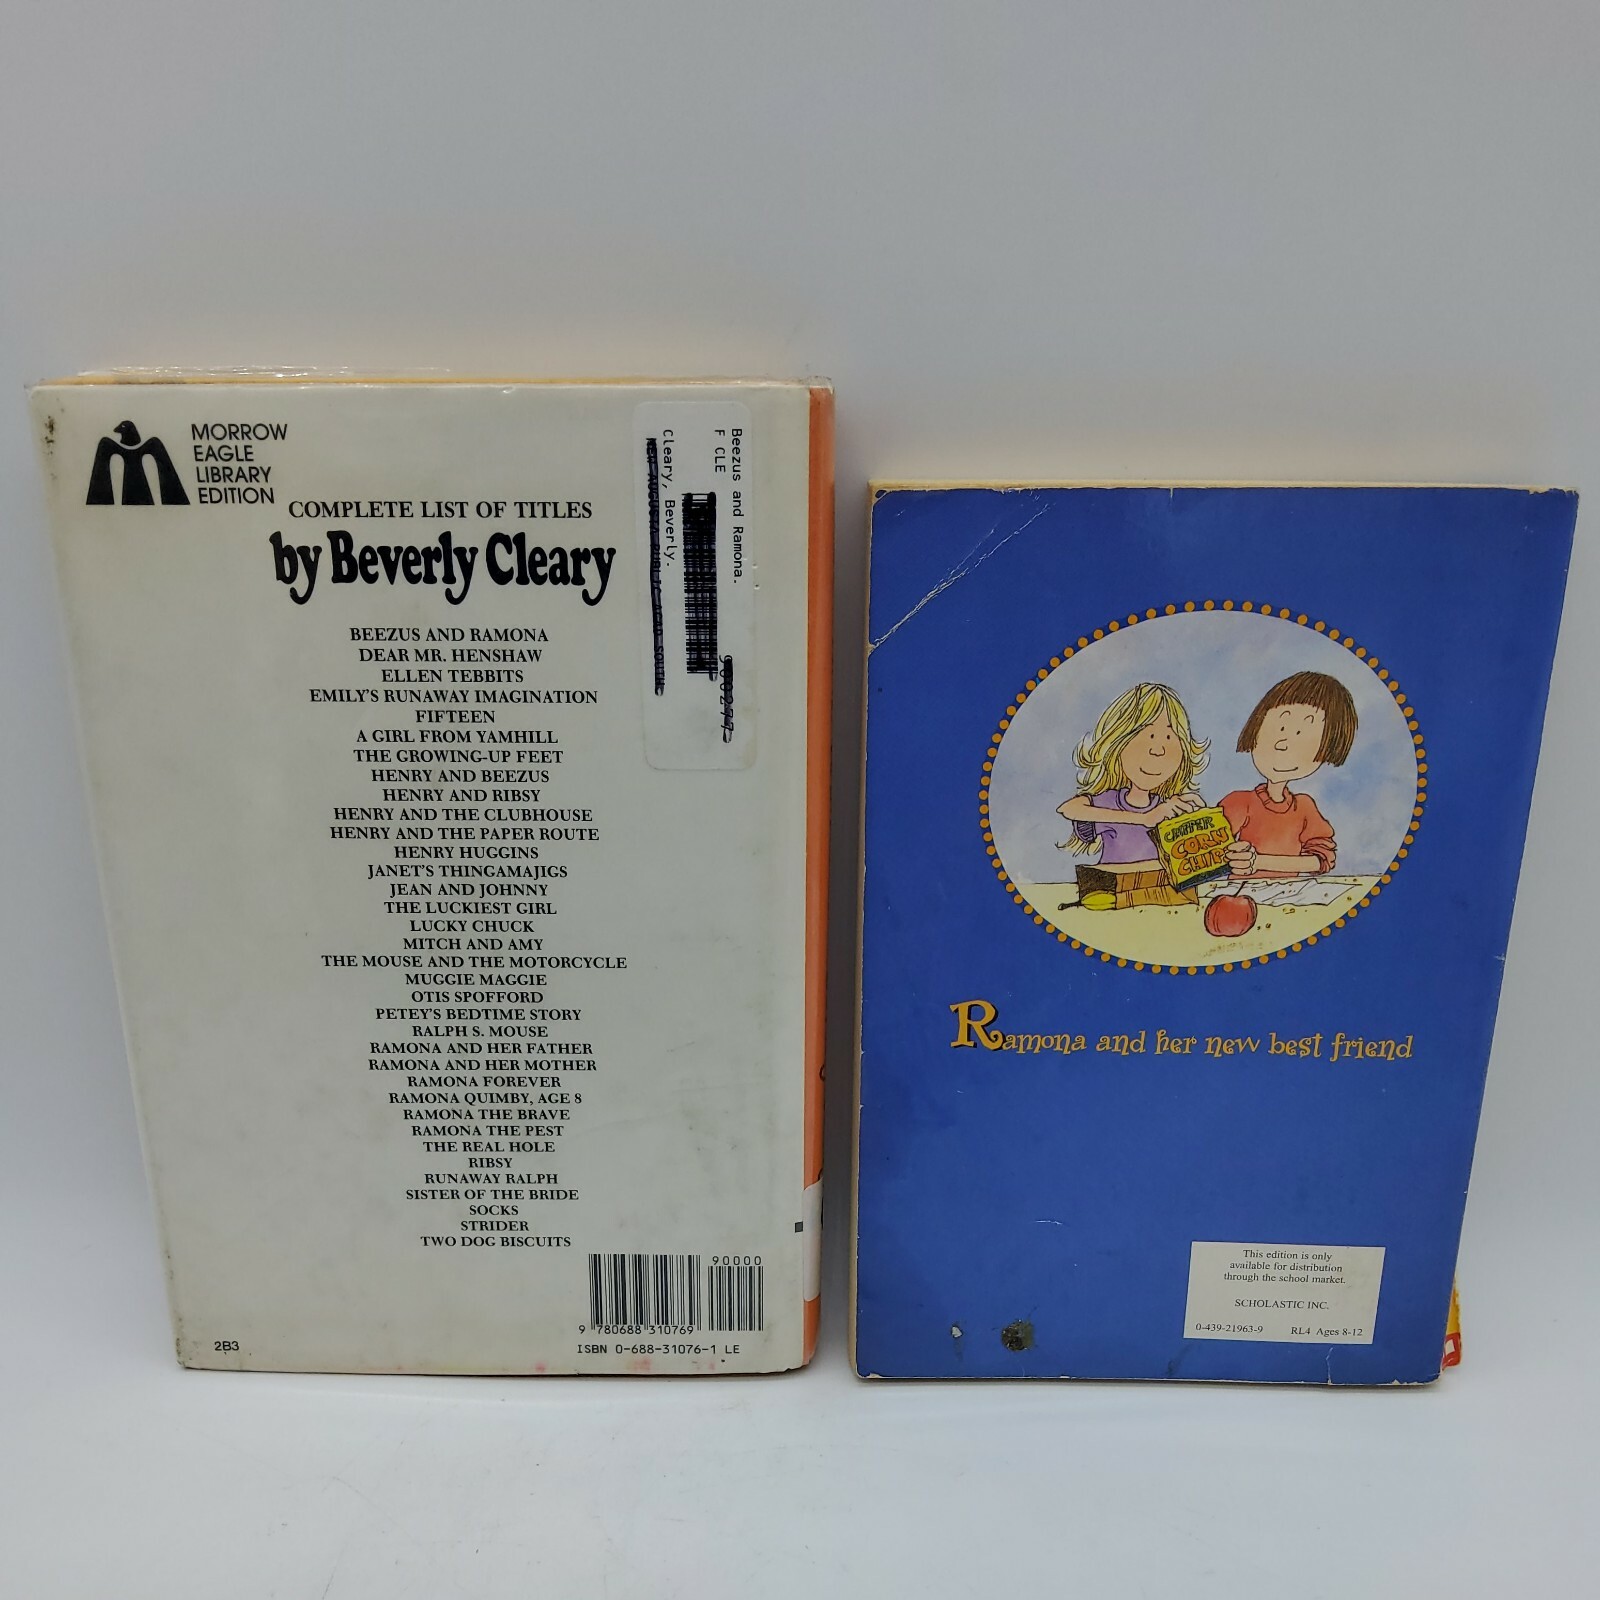 MORROW
EAGLE
LIBRARY
EDITION
COMPLETE LIST OF TITLES
by Beverly Cleary
BEEZUS AND RAMONA
DEAR MR. HENSHAW
ELLEN TEBBITS
EMILY'S RUNAWAY IMAGINATION
FIFTEEN
A GIRL FROM YAMHILL
THE GROWING-UP FEET
HENRY AND BEEZUS
HENRY AND RIBSY
HENRY AND THE CLUBHOUSE
HENRY AND THE PAPER ROUTE
HENRY HUGGINS
JANET'S THINGAMAJIGS
JEAN AND JOHNNY
THE LUCKIEST GIRL
LUCKY CHUCK
MITCH AND AMY
THE MOUSE AND THE MOTORCYCLE
MUGGIE MAGGIE
OTIS SPOFFORD
PETEY'S BEDTIME STORY
RALPH S. MOUSE
RAMONA AND HER FATHER
RAMONA AND HER MOTHER
RAMONA FOREVER
RAMONA QUIMBY, AGE 8
RAMONA THE BRAVE
RAMONA THE PEST
THE REAL HOLE
RIBSY
RUNAWAY RALPH
SISTER OF THE BRIDE
SOCKS
STRIDER
TWO DOG BISCUITS
90000
9 780688 310769
ISBN 0-688-31076-1 LE
2B3
Beezus and Ramona.
F CLE
Cleary, Beverly.
NEW AUGUSTA
CORN
CHIPS
Ramona and her new best friend
This edition is only
available for distribution
through the school market.
SCHOLASTIC INC.
0-439-21963-9 RL4 Ages 8-12